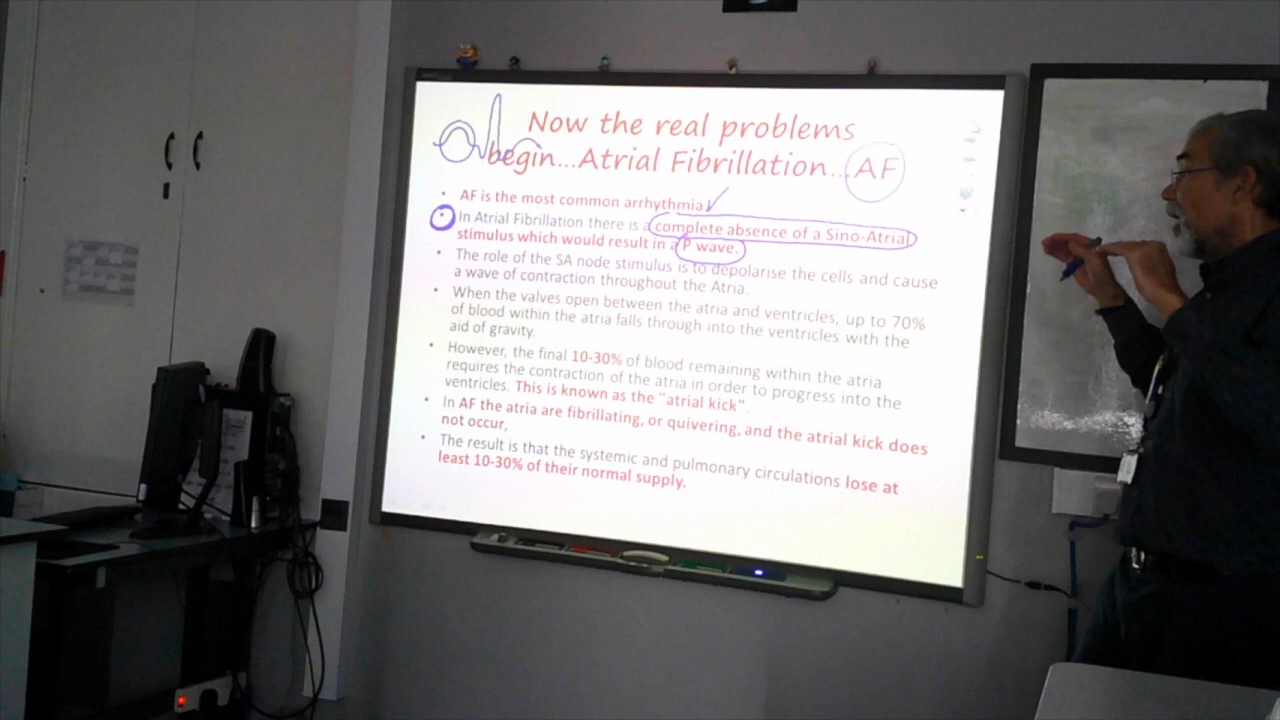 Now the real problems
begin...Atrial Fibrillation...AF
• AF is the most common arrhythmia.
• In Atrial Fibrillation there is a complete absence of a Sino-Atrial
stimulus which would result in a P wave.
• The role of the SA node stimulus is to depolarise the cells and cause
a wave of contraction throughout the Atria.
• When the valves open between the atria and ventricles, up to 70%
of blood within the atria falls through into the ventricles with the
aid of gravity.
• However, the final 10-30% of blood remaining within the atria
requires the contraction of the atria in order to progress into the
ventricles. This is known as the "atrial kick".
• In AF the atria are fibrillating, or quivering, and the atrial kick does
not occur,
• The result is that the systemic and pulmonary circulations lose at
least 10-30% of their normal supply.